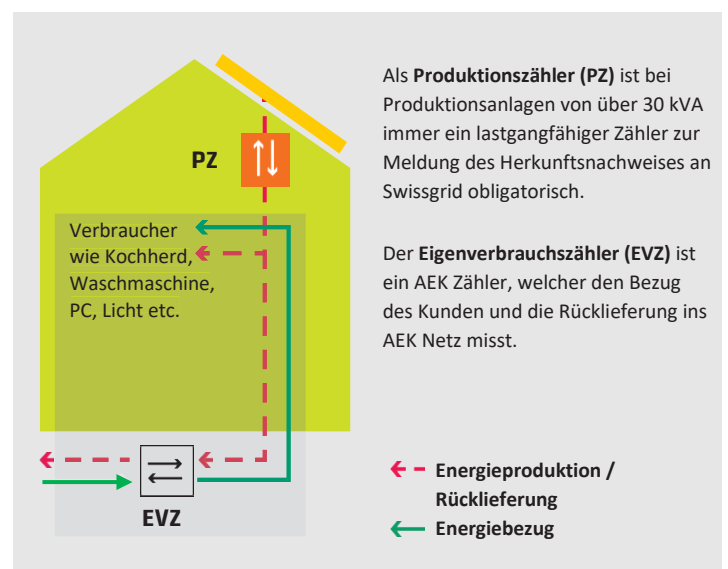 Als Produktionszähler (PZ) ist bei
Produktionsanlagen von über 30 kVA
immer ein lastgangfähiger Zähler zur
Meldung des Herkunftsnachweises an
Swissgrid obligatorisch.
PZ
Verbraucher
wie Kochherd,
Waschmaschine,
PC, Licht etc.
Der Eigenverbrauchszähler (EVZ) ist
ein AEK Zähler, welcher den Bezug
des Kunden und die Rücklieferung ins
AEK Netz misst.
EVZ
Energieproduktion /
Rücklieferung
Energiebezug